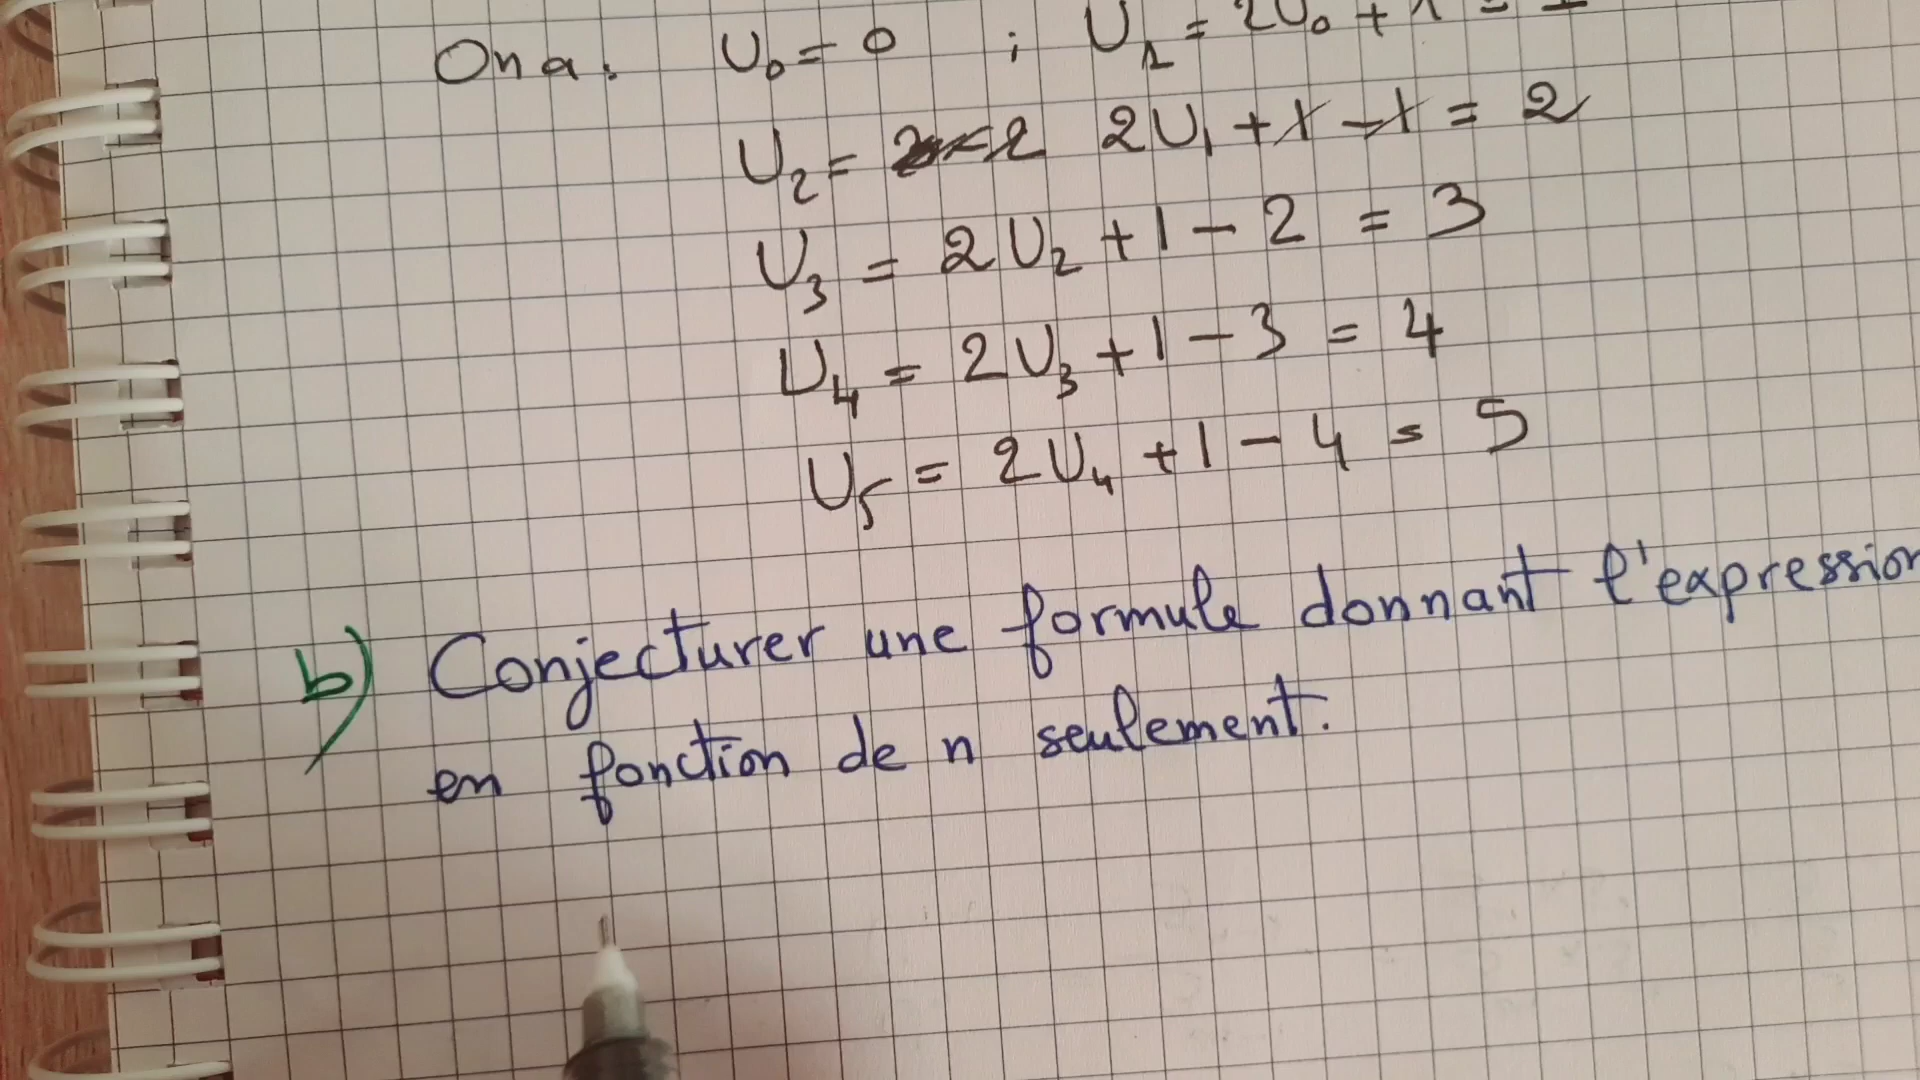 On a : U₀ = 0 ; U₁ = 2U₀ + 1 = 1
U₂ = 2U₁ + 1 - 1 = 2
U₃ = 2U₂ + 1 - 2 = 3
U₄ = 2U₃ + 1 - 3 = 4
U₅ = 2U₄ + 1 - 4 = 5
b) Conjecturer une formule donnant l'expression
en fonction de n seulement.